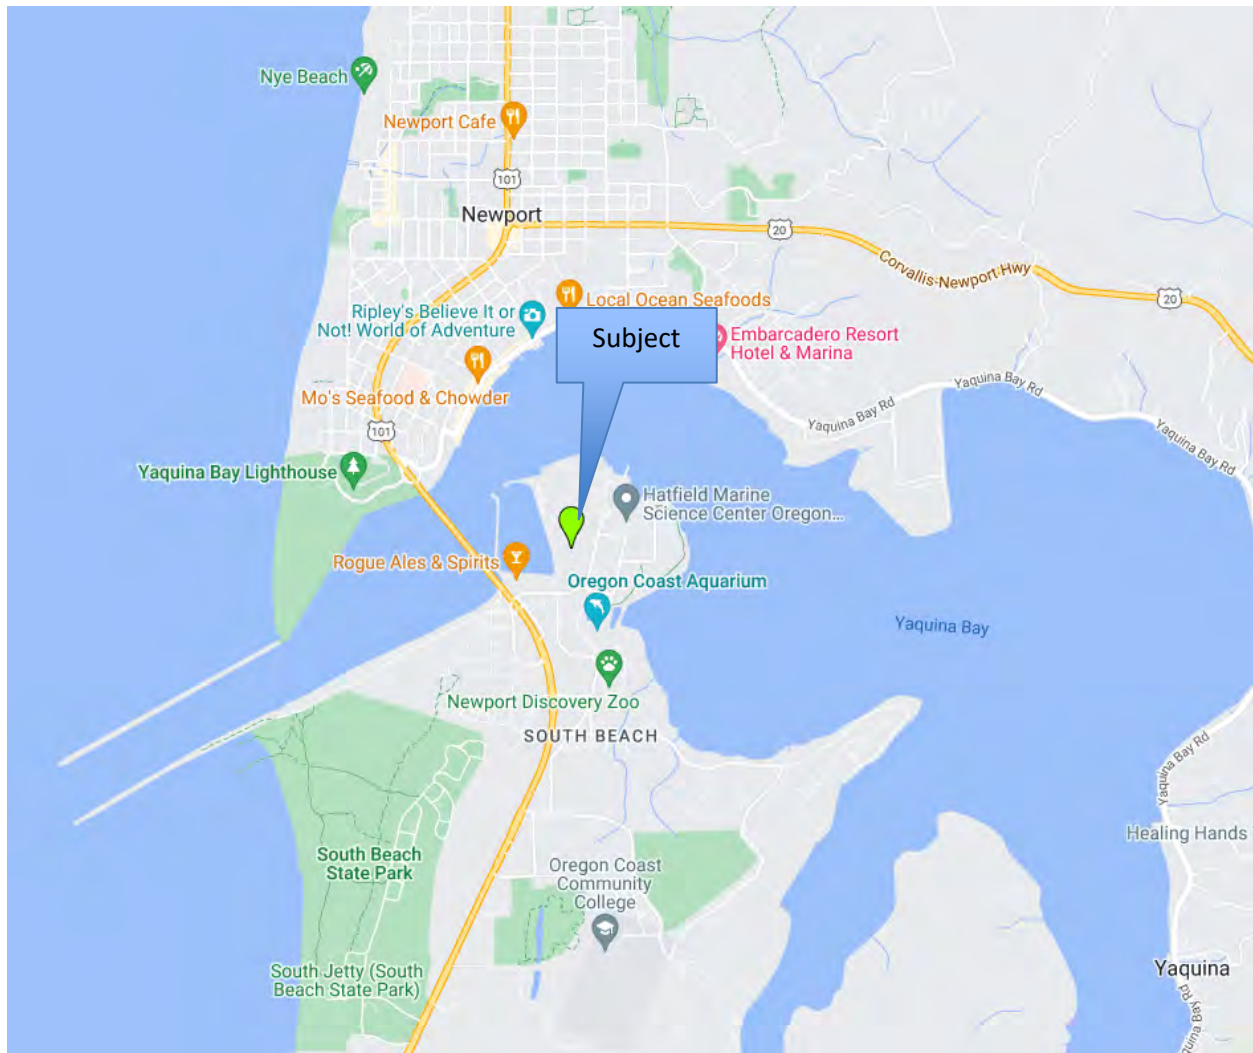 Nye Beach
Newport Cafe
101
Newport
20
Corvallis-Newport Hwy
20
Local Ocean Seafoods
Ripley's Believe It or
Not! World of Adventure
Subject
Embarcadero Resort
Hotel & Marina
Mo's Seafood & Chowder
Yaquina Bay Rd
Yaquina Bay Rd
Yaquina Bay Rd
101
Yaquina Bay Lighthouse
Hatfield Marine
Science Center Oregon...
Rogue Ales & Spirits
Oregon Coast Aquarium
Yaquina Bay
Newport Discovery Zoo
SOUTH BEACH
Yaquina Bay Rd
Healing Hands
South Beach
State Park
Oregon Coast
Community
College
South Jetty (South
Beach State Park)
Yaquina
Yaquina Bay Rd